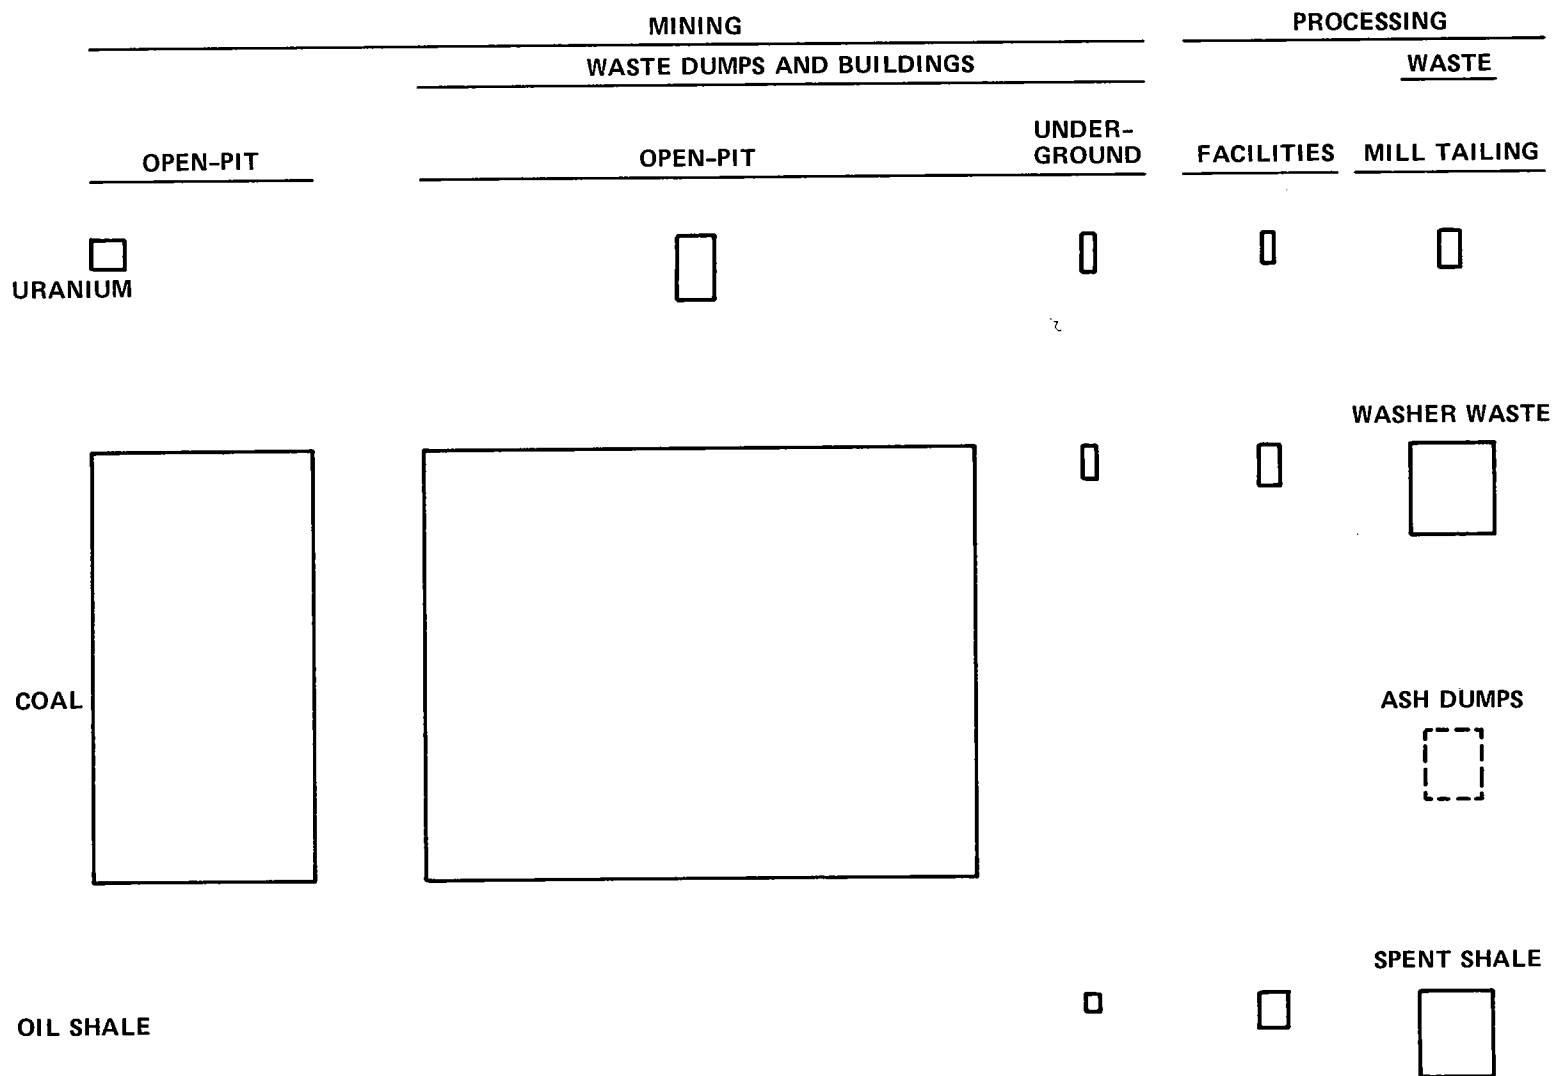 MINING
PROCESSING
WASTE DUMPS AND BUILDINGS
WASTE
OPEN-PIT
OPEN-PIT
UNDER-
GROUND
FACILITIES
MILL TAILING
URANIUM
WASHER WASTE
COAL
ASH DUMPS
SPENT SHALE
OIL SHALE